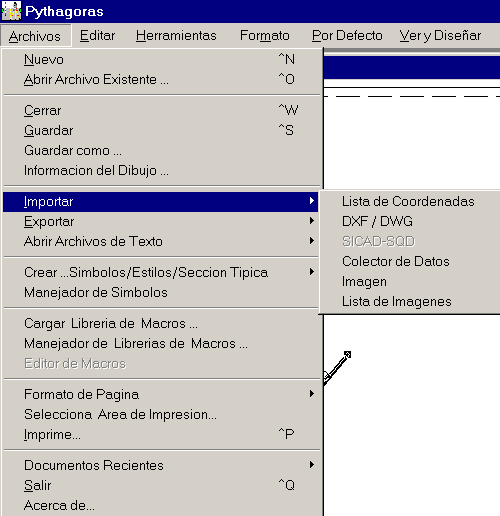 Pythagoras
Archivos Editar Herramientas Formato Por Defecto Ver y Diseñar
Nuevo ^N
Abrir Archivo Existente ... ^O
Cerrar ^W
Guardar ^S
Guardar como ...
Informacion del Dibujo ...
Importar
Exportar
Abrir Archivos de Texto
Crear ...Simbolos/Estilos/Seccion Tipica
Manejador de Simbolos
Cargar Libreria de Macros ...
Manejador de Librerias de Macros ...
Editor de Macros
Formato de Pagina
Selecciona Area de Impresion...
Imprime... ^P
Documentos Recientes
Salir ^Q
Acerca de...
Lista de Coordenadas
DXF / DWG
SICAD-SQD
Colector de Datos
Imagen
Lista de Imagenes